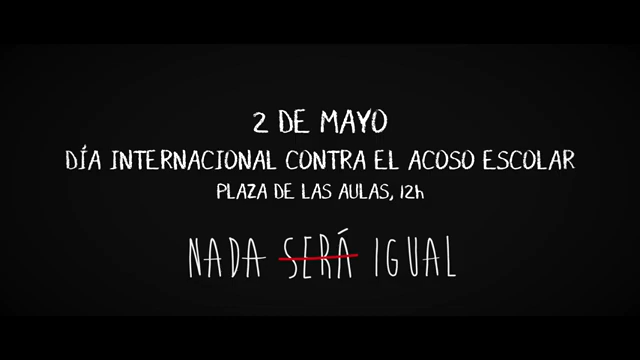 2 DE MAYO
DÍA INTERNACIONAL CONTRA EL ACOSO ESCOLAR
PLAZA DE LAS AULAS, 12h
NADA SERÁ IGUAL